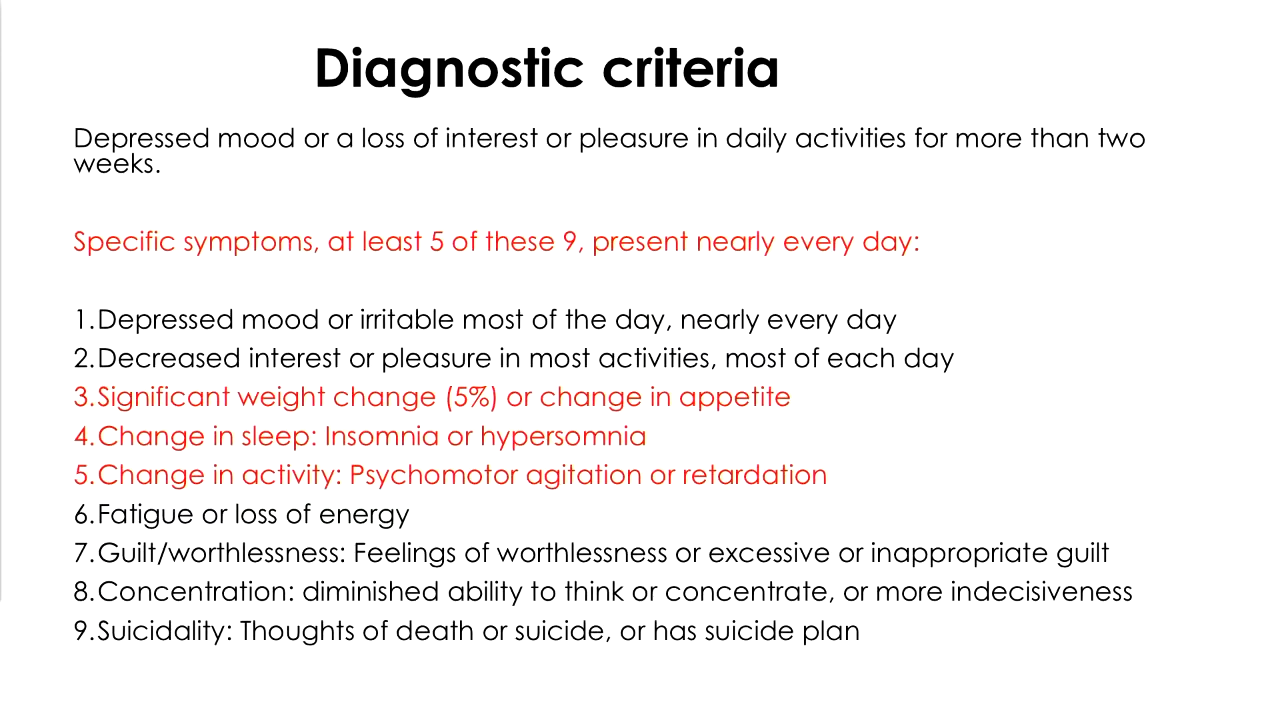 Diagnostic criteria
Depressed mood or a loss of interest or pleasure in daily activities for more than two
weeks.
Specific symptoms, at least 5 of these 9, present nearly every day:
1.Depressed mood or irritable most of the day, nearly every day
2.Decreased interest or pleasure in most activities, most of each day
3.Significant weight change (5%) or change in appetite
4.Change in sleep: Insomnia or hypersomnia
5.Change in activity: Psychomotor agitation or retardation
6.Fatigue or loss of energy
7.Guilt/worthlessness: Feelings of worthlessness or excessive or inappropriate guilt
8.Concentration: diminished ability to think or concentrate, or more indecisiveness
9.Suicidality: Thoughts of death or suicide, or has suicide plan